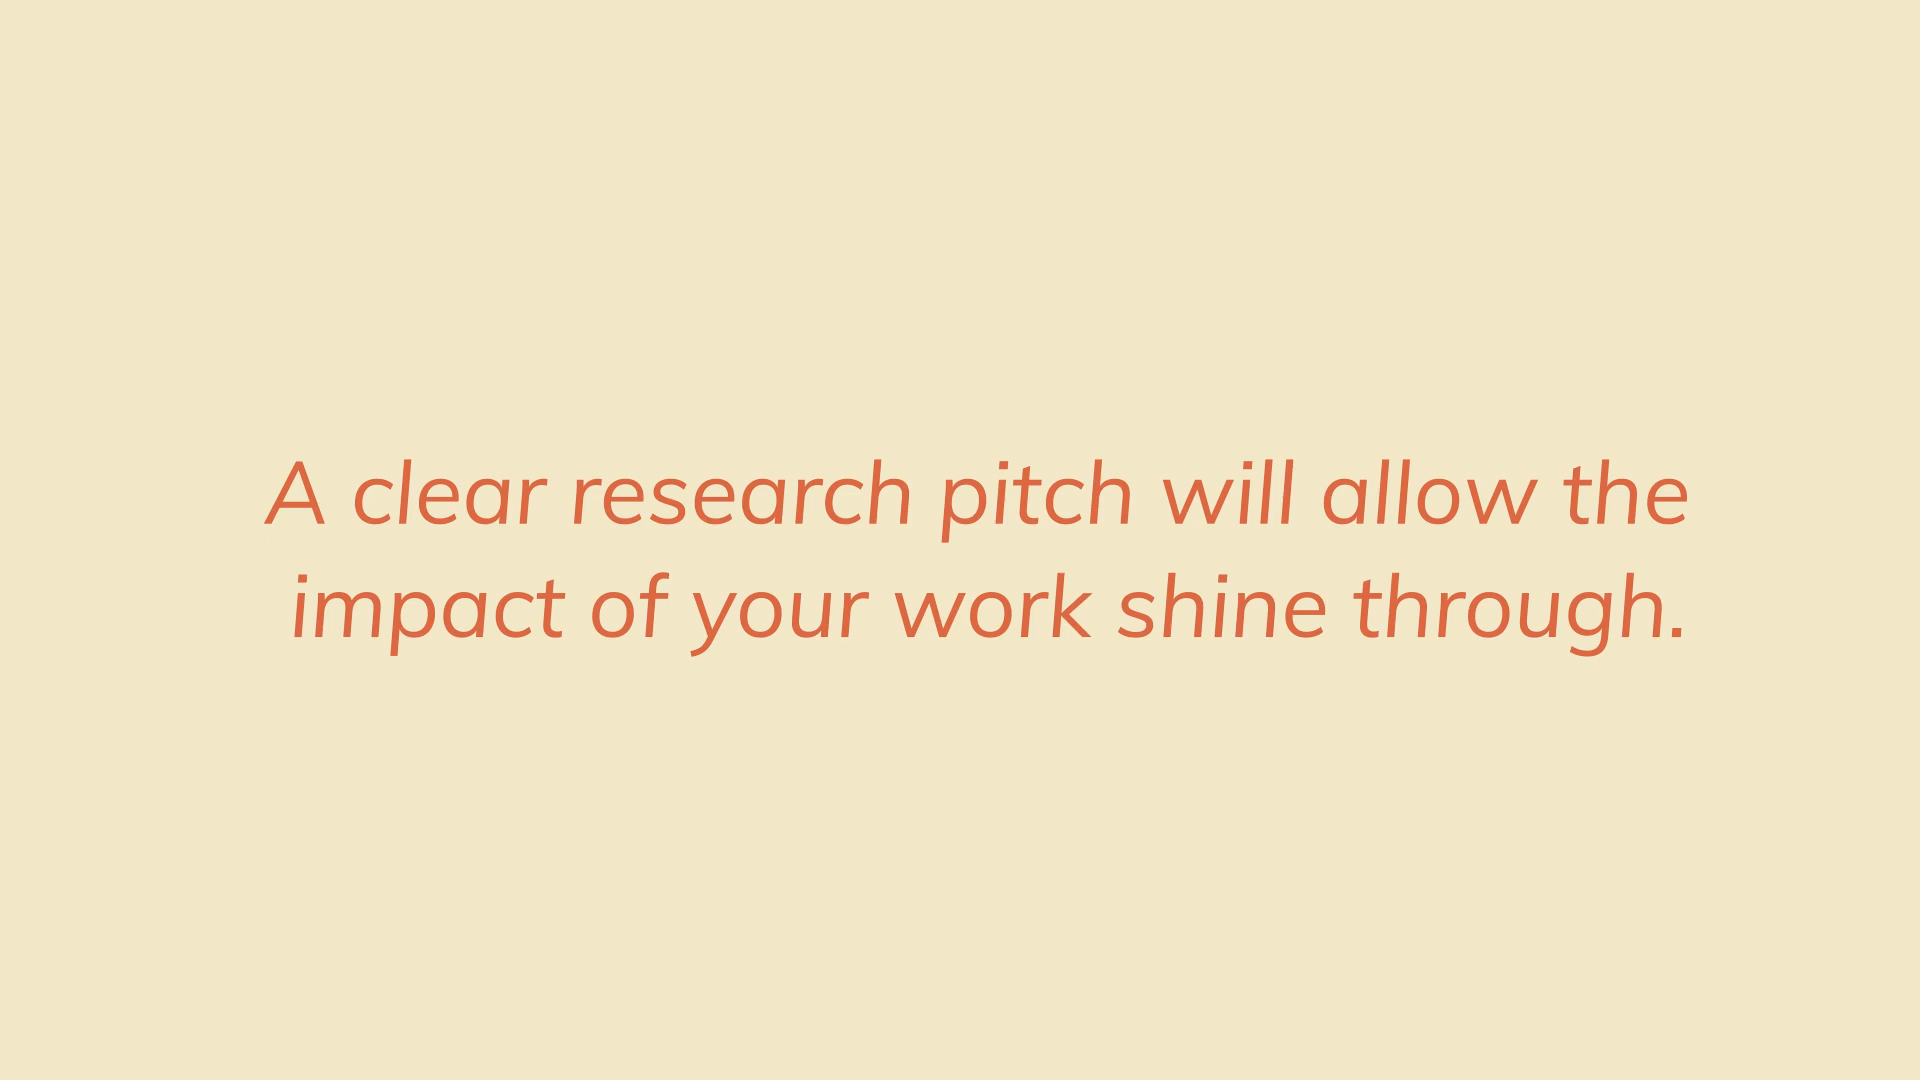 A clear research pitch will allow the
impact of your work shine through.